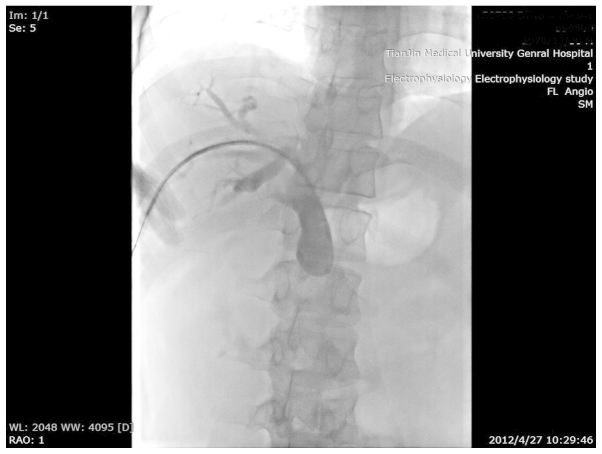 Im: 1/1
Se: 5
TianJin Medical University Genral Hospital
1
Electrophysiology Electrophysiology study
FL Angio
SM
WL: 2048 WW: 4095 [D]
RAO: 1
2012/4/27 10:29:46